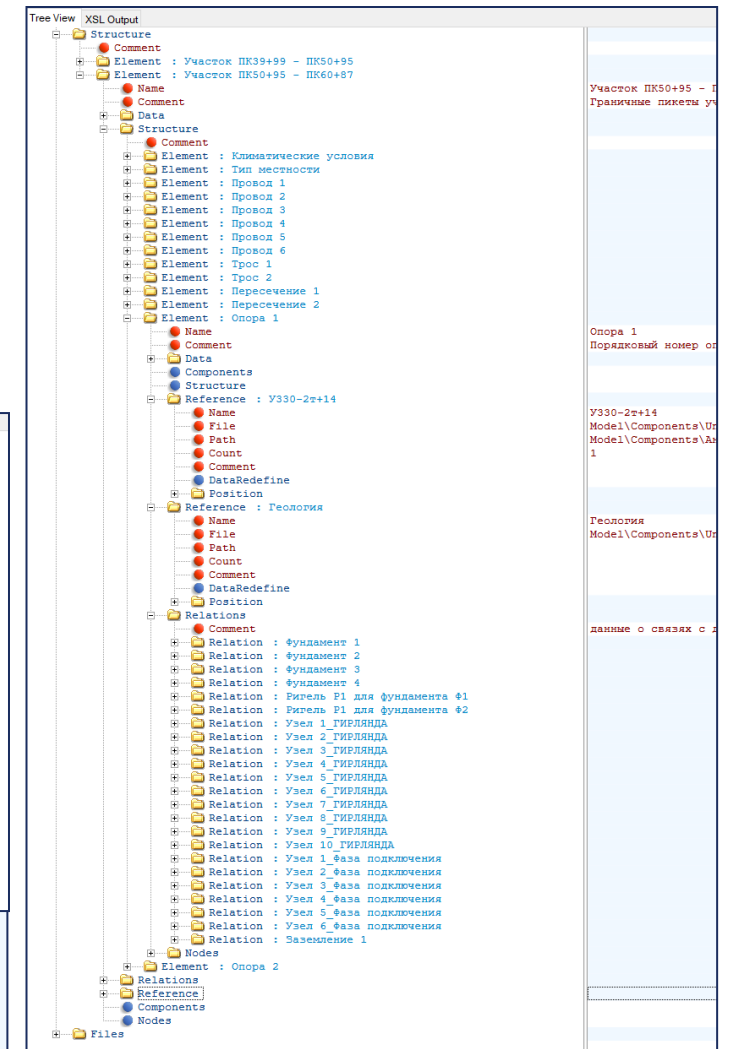 Tree View XSL Output
Structure
Comment
Element : Участок ПК39+99 - ПК50+95
Element : Участок ПК50+95 - ПК60+87
Name Участок ПК50+95 -
Comment Граничные пикеты
Data
Structure
Comment
Element : Климатические условия
Element : Тип местности
Element : Провод 1
Element : Провод 2
Element : Провод 3
Element : Провод 4
Element : Провод 5
Element : Провод 6
Element : Трос 1
Element : Трос 2
Element : Пересечение 1
Element : Пересечение 2
Element : Опора 1
Name Опора 1
Comment Порядковый номер
Data
Components
Structure
Reference : У330-2т+14
Name У330-2т+14
File Model\Components\
Path Model\Components\
Count 1
Comment
DataRedefine
Position
Reference : Геология
Name Геология
File Model\Components\
Path
Count
Comment
DataRedefine
Position
Relations
Comment данные о связях с
Relation : Фундамент 1
Relation : Фундамент 2
Relation : Фундамент 3
Relation : Фундамент 4
Relation : Ригель Р1 для фундамента Ф1
Relation : Ригель Р1 для фундамента Ф2
Relation : Узел 1_ГИРЛЯНДА
Relation : Узел 2_ГИРЛЯНДА
Relation : Узел 3_ГИРЛЯНДА
Relation : Узел 4_ГИРЛЯНДА
Relation : Узел 5_ГИРЛЯНДА
Relation : Узел 6_ГИРЛЯНДА
Relation : Узел 7_ГИРЛЯНДА
Relation : Узел 8_ГИРЛЯНДА
Relation : Узел 9_ГИРЛЯНДА
Relation : Узел 10_ГИРЛЯНДА
Relation : Узел 1_Фаза подключения
Relation : Узел 2_Фаза подключения
Relation : Узел 3_Фаза подключения
Relation : Узел 4_Фаза подключения
Relation : Узел 5_Фаза подключения
Relation : Узел 6_Фаза подключения
Relation : Заземление 1
Nodes
Element : Опора 2
Relations
Reference
Components
Nodes
Files